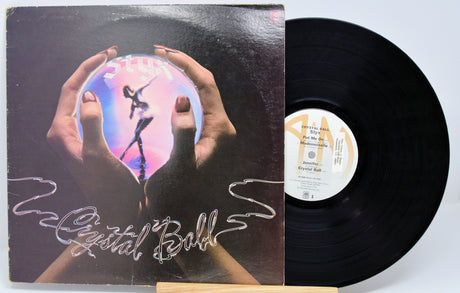 Styx
Crystal Ball
A&M
CRYSTAL BALL
Styx
Put Me On
Mademoiselle
Jennifer
Crystal Ball